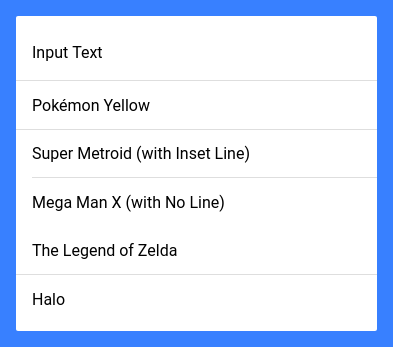 Input Text
Pokémon Yellow
Super Metroid (with Inset Line)
Mega Man X (with No Line)
The Legend of Zelda
Halo